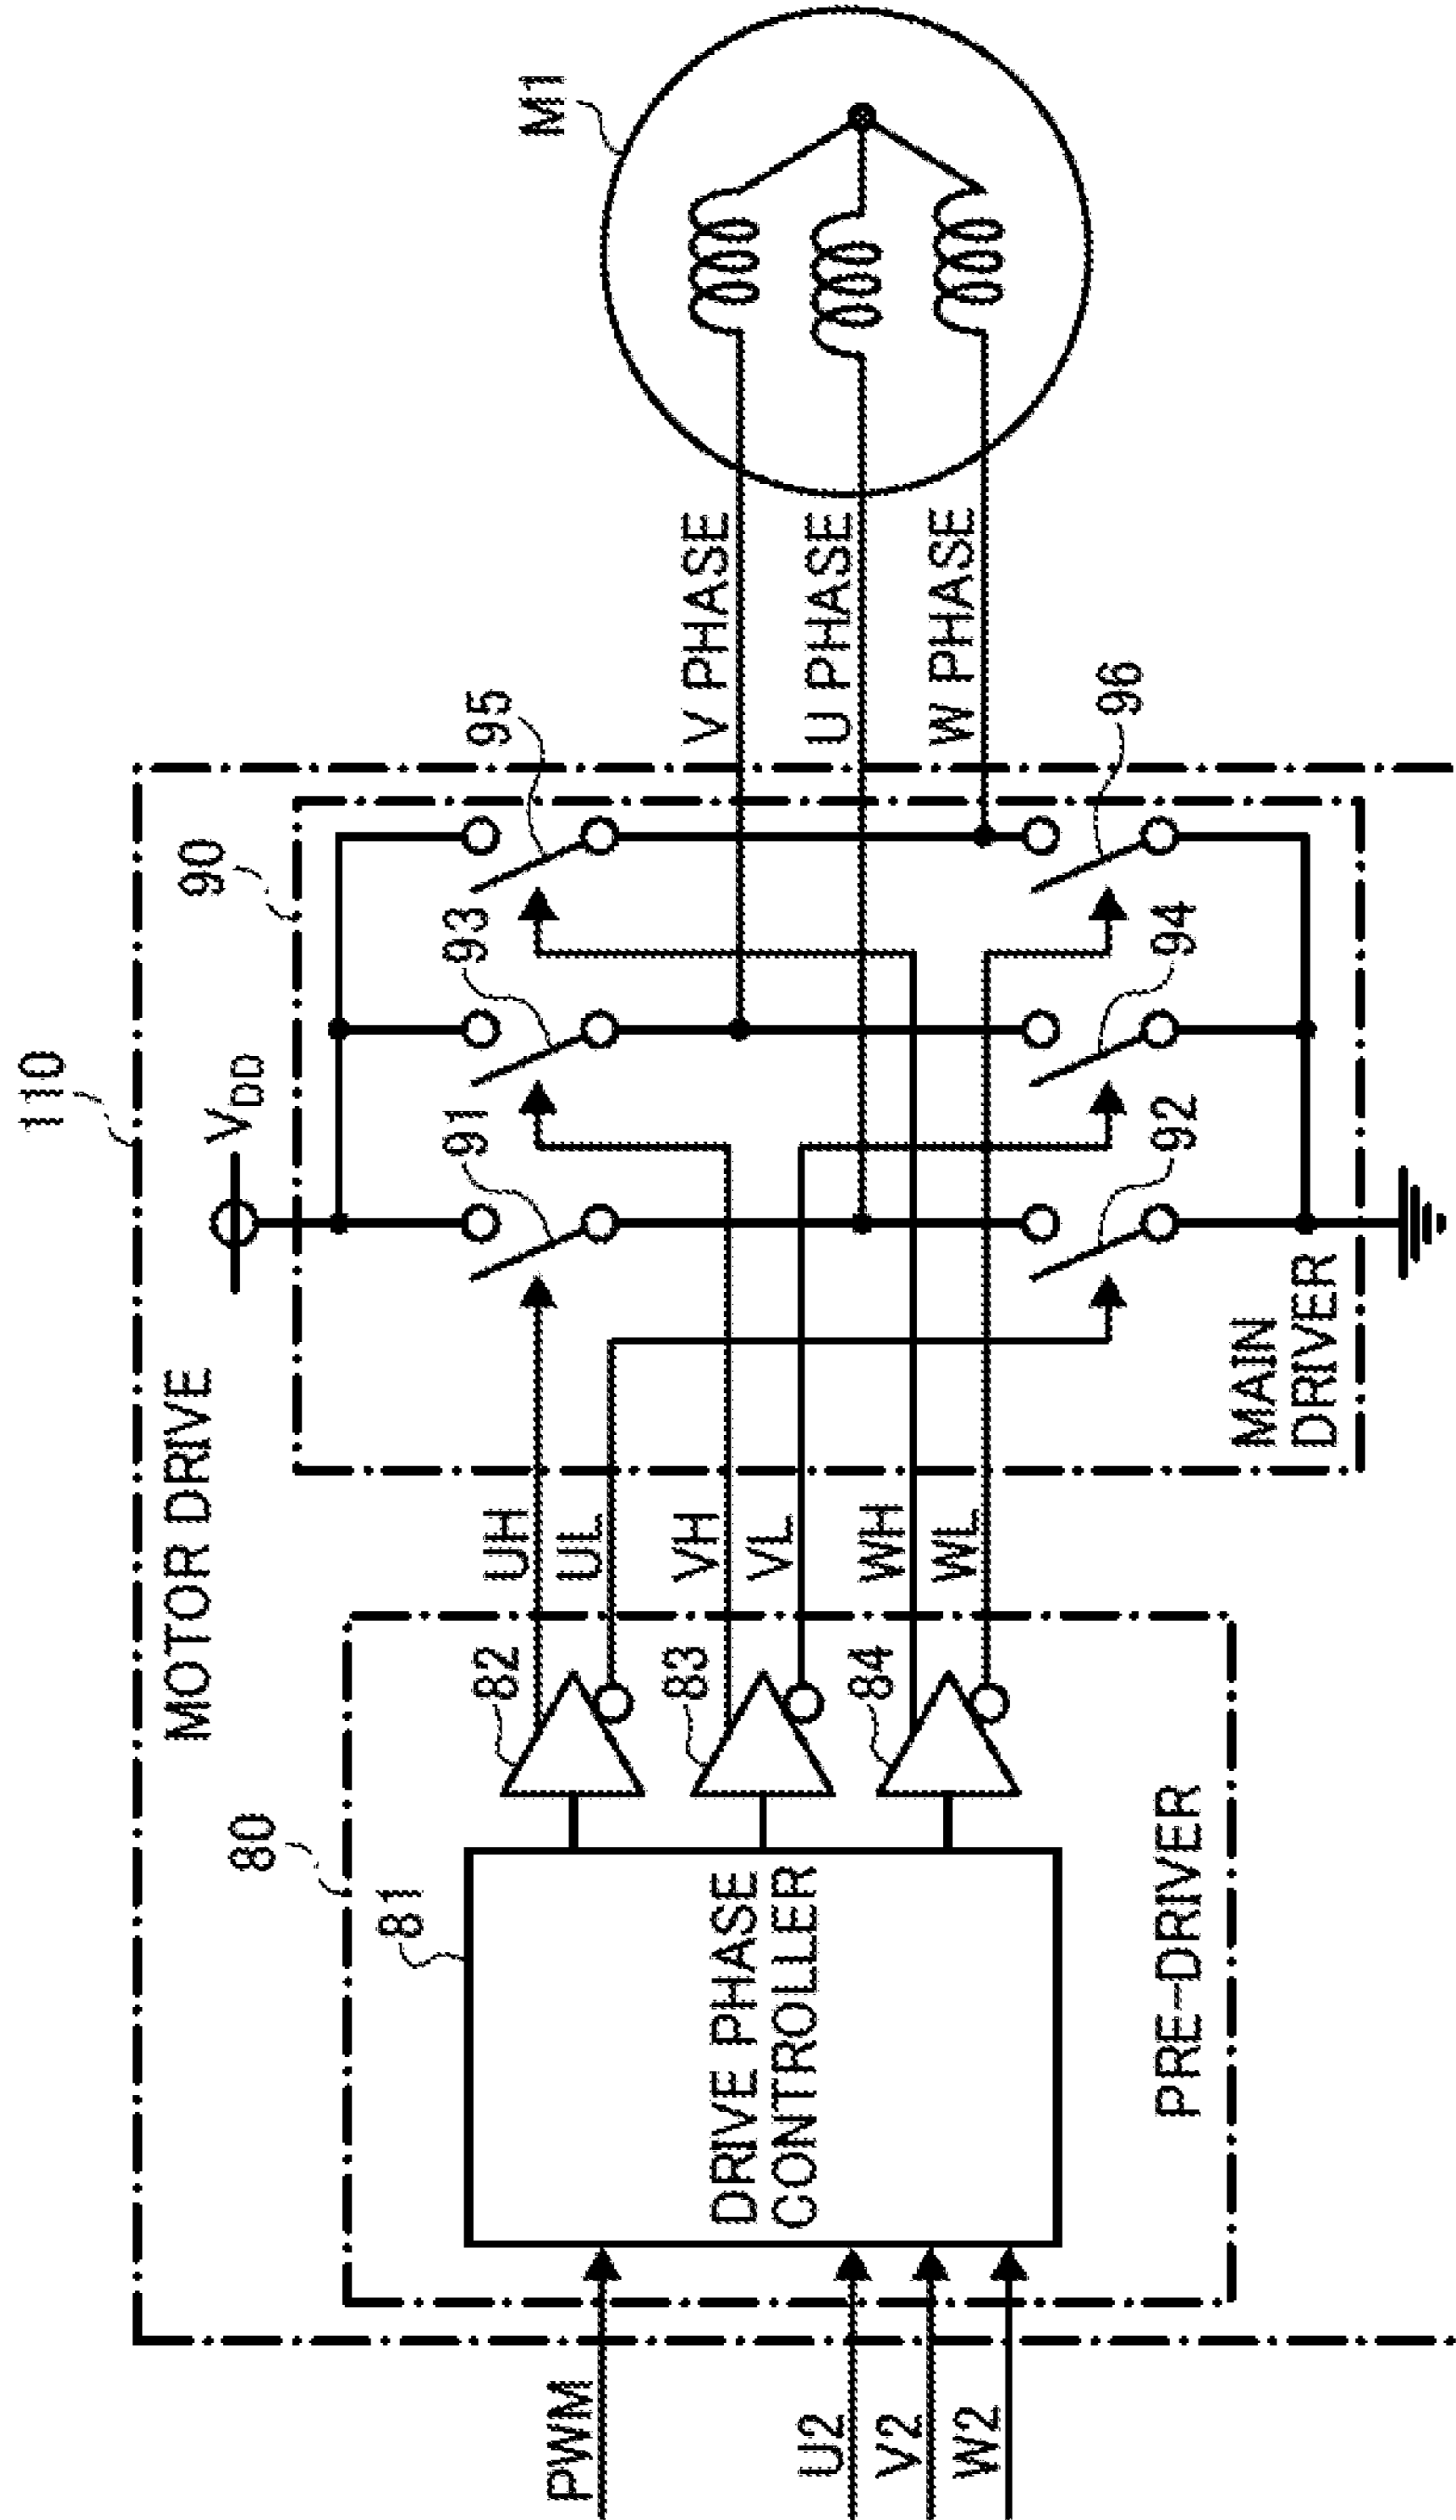 110
MOTOR DRIVE
80
90
V_DD
81
82
UH
91
93
95
M1
UL
PWM
DRIVE PHASE
CONTROLLER
83
VH
V PHASE
VL
U2
84
WH
U PHASE
V2
WL
W PHASE
W2
PRE-DRIVER
92
94
96
MAIN
DRIVER